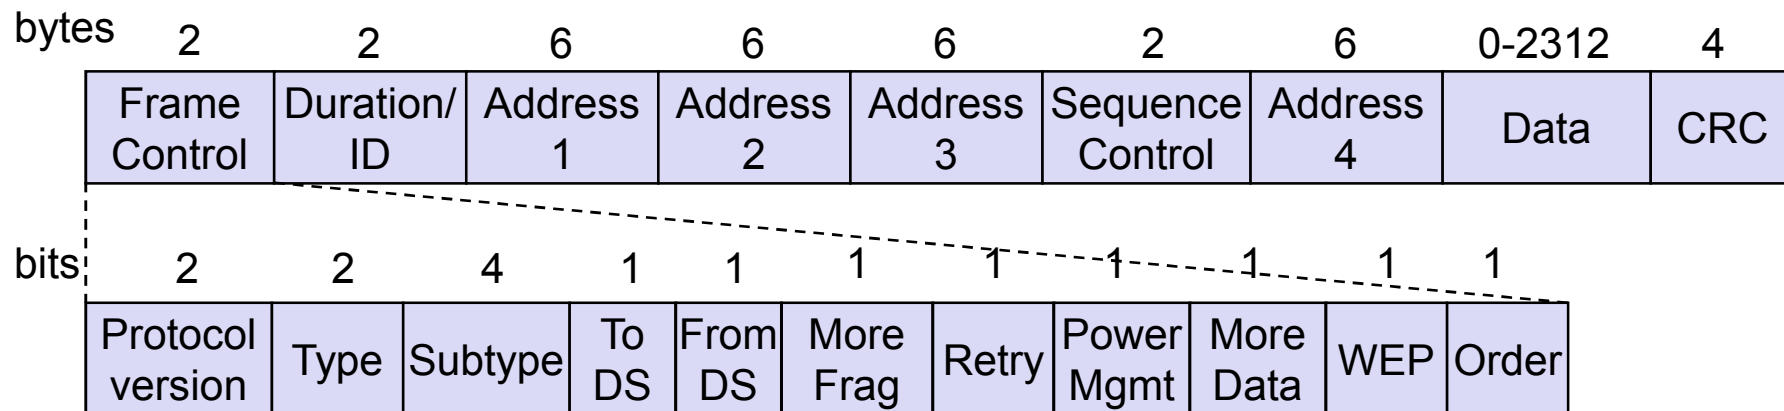 bytes 2 2 6 6 6 2 6 0-2312 4
Frame Control Duration/ ID Address 1 Address 2 Address 3 Sequence Control Address 4 Data CRC
bits 2 2 4 1 1 1 1 1 1 1 1
Protocol version Type Subtype To DS From DS More Frag Retry Power Mgmt More Data WEP Order